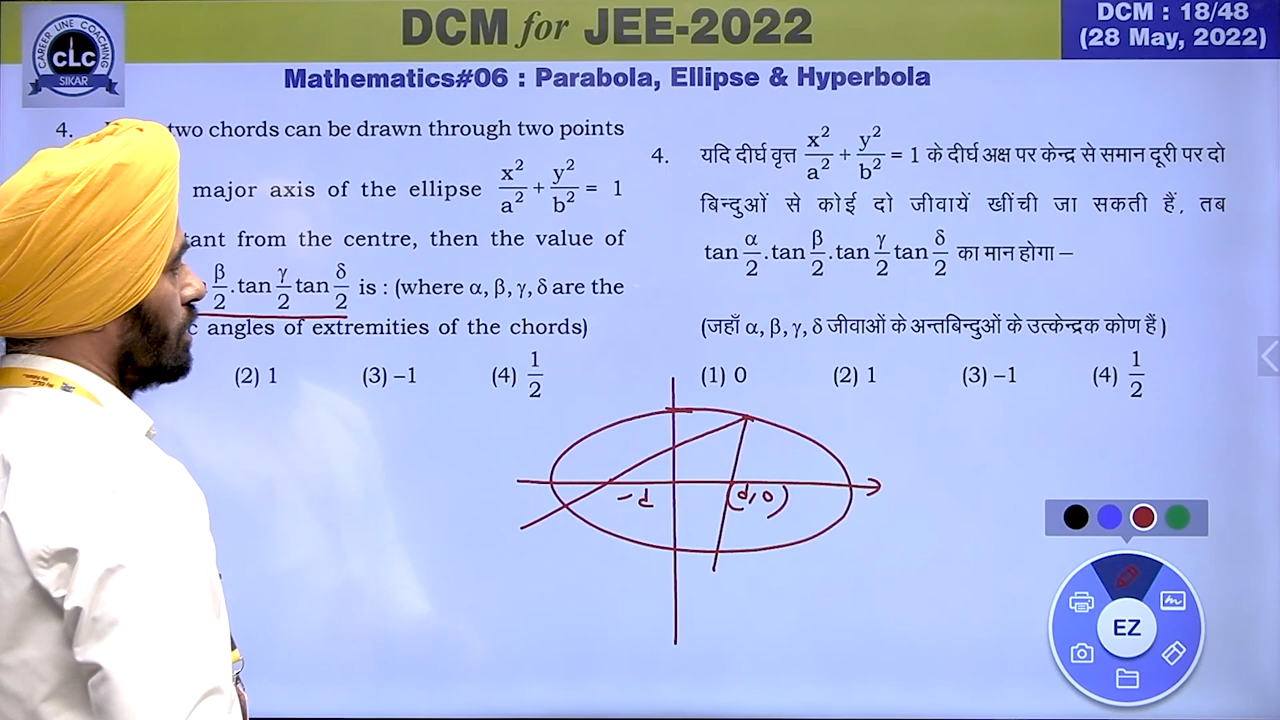 DCM for JEE-2022
DCM : 18/48
(28 May, 2022)
CAREER LINE COACHING
CLC
SIKAR
Mathematics#06 : Parabola, Ellipse & Hyperbola
4. two chords can be drawn through two points
major axis of the ellipse x²/a² + y²/b² = 1
tant from the centre, then the value of
β/2 . tan γ/2 tan δ/2 is : (where α, β, γ, δ are the
c angles of extremities of the chords)
(2) 1 (3) –1 (4) 1/2
4. यदि दीर्घ वृत्त x²/a² + y²/b² = 1 के दीर्घ अक्ष पर केन्द्र से समान दूरी पर दो
बिन्दुओं से कोई दो जीवायें खींची जा सकती हैं, तब
tan α/2 . tan β/2 . tan γ/2 tan δ/2 का मान होगा –
(जहाँ α, β, γ, δ जीवाओं के अन्तबिन्दुओं के उत्केन्द्रक कोण हैं )
(1) 0 (2) 1 (3) –1 (4) 1/2
-d (d,0)
EZ